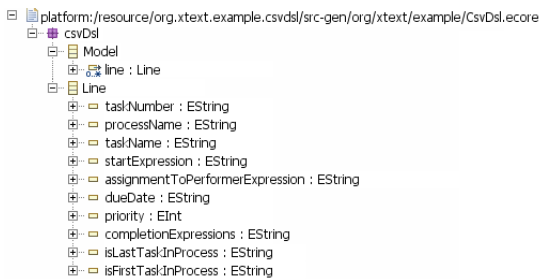 platform:/resource/org.xtext.example.csvdsl/src-gen/org/xtext/example/CsvDsl.ecore
csvDsl
Model
line : Line
Line
taskNumber : EString
processName : EString
taskName : EString
startExpression : EString
assignmentToPerformerExpression : EString
dueDate : EString
priority : EInt
completionExpressions : EString
isLastTaskInProcess : EString
isFirstTaskInProcess : EString